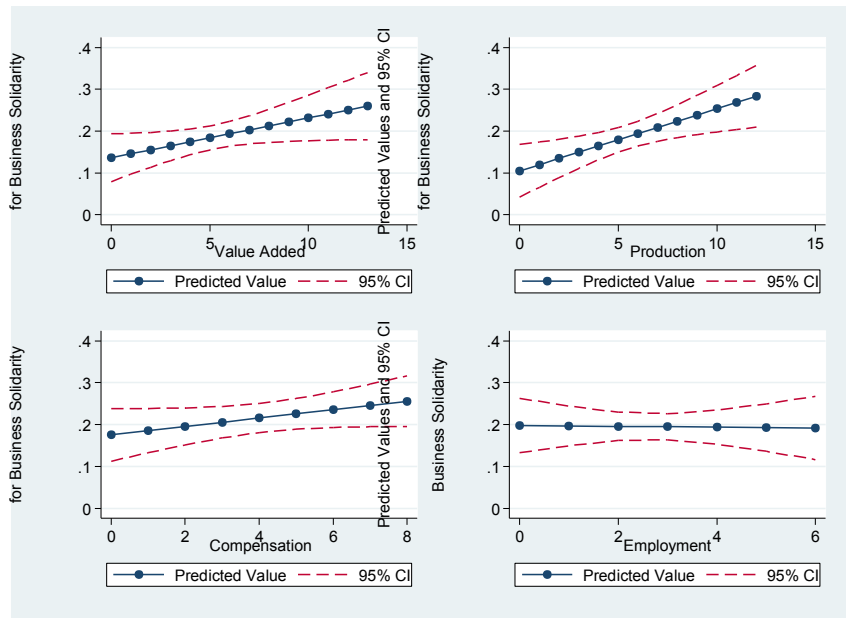 for Business Solidarity
.4
.3
.2
.1
0
0 5 10 15
Value Added
Predicted Value 95% CI
Predicted Values and 95% CI
for Business Solidarity
.4
.3
.2
.1
0
0 5 10 15
Production
Predicted Value 95% CI
for Business Solidarity
.4
.3
.2
.1
0
0 2 4 6 8
Compensation
Predicted Value 95% CI
Predicted Values and 95% CI
Business Solidarity
.4
.3
.2
.1
0
0 2 4 6
Employment
Predicted Value 95% CI